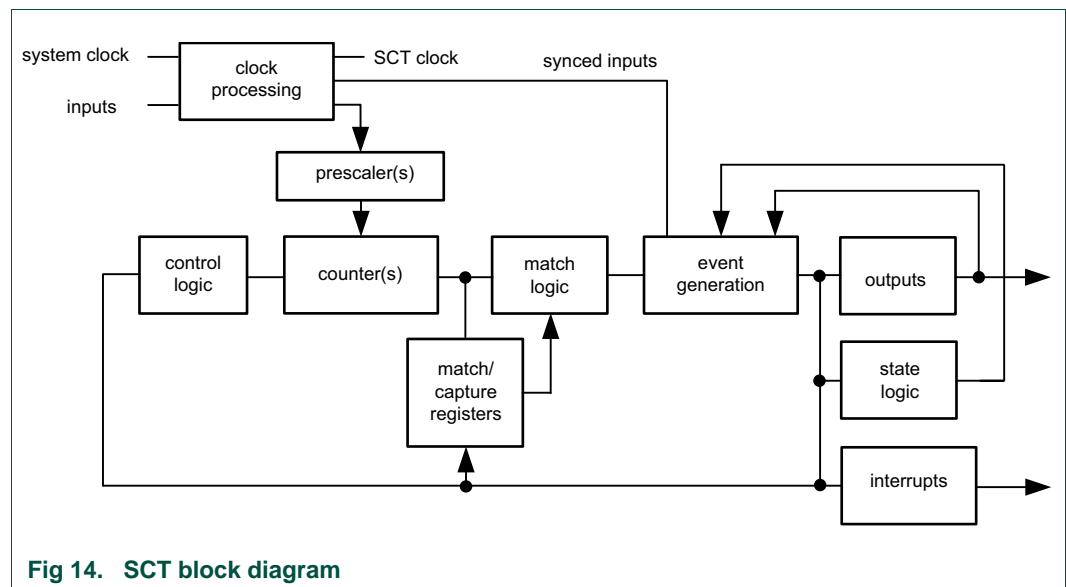 system clock
inputs
clock
processing
SCT clock
synced inputs
prescaler(s)
control
logic
counter(s)
match
logic
event
generation
outputs
match/
capture
registers
state
logic
interrupts
Fig 14. SCT block diagram